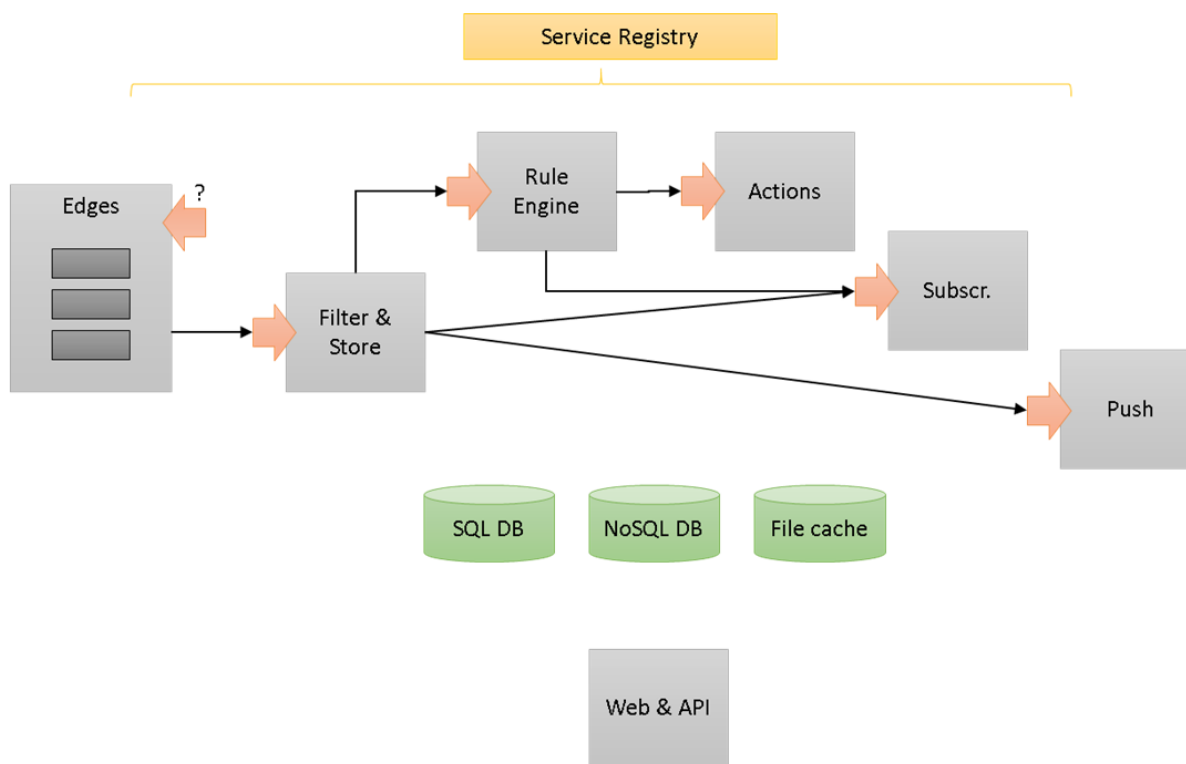 Service Registry
Edges
?
Rule
Engine
Actions
Subscr.
Filter &
Store
Push
SQL DB
NoSQL DB
File cache
Web & API